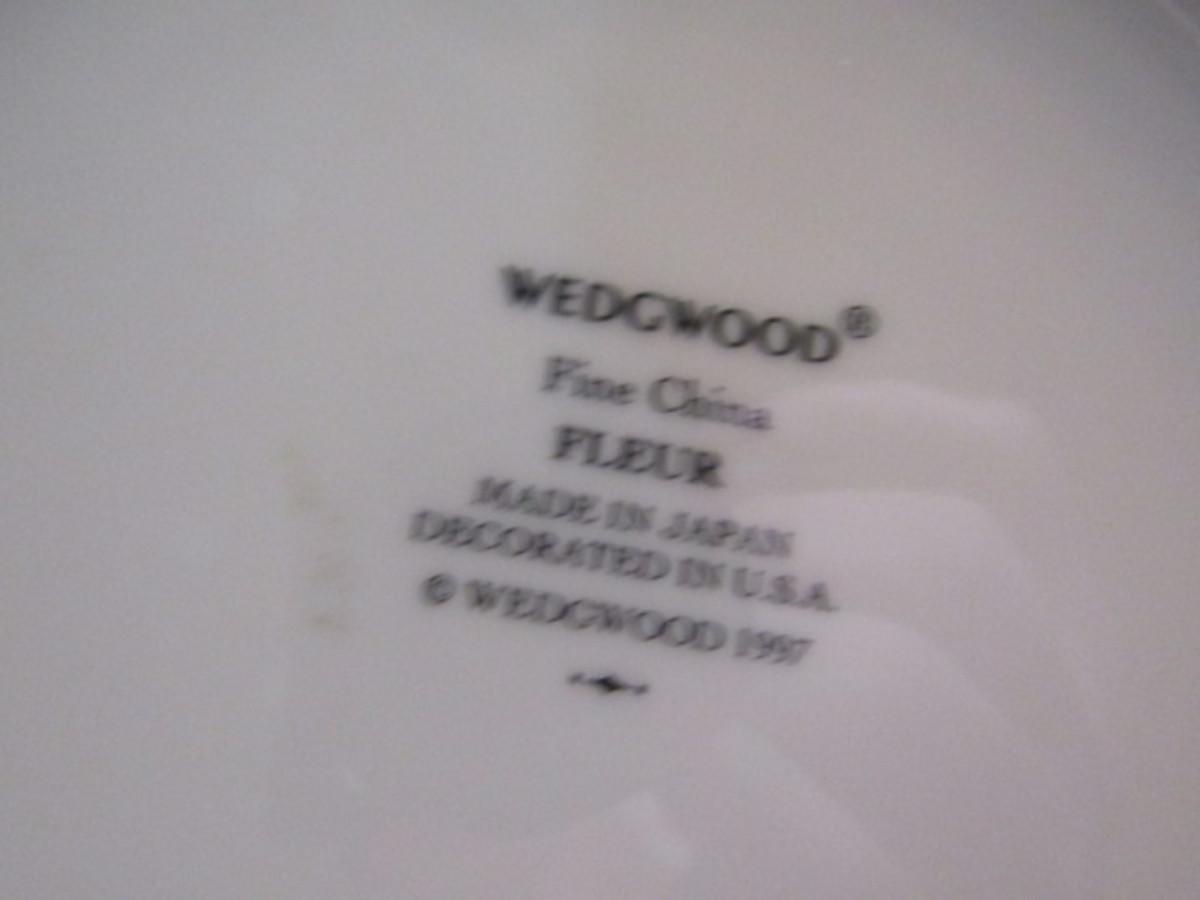 WEDGWOOD®
Fine China
FLEUR
MADE IN JAPAN
DECORATED IN U.S.A.
© WEDGWOOD 1997